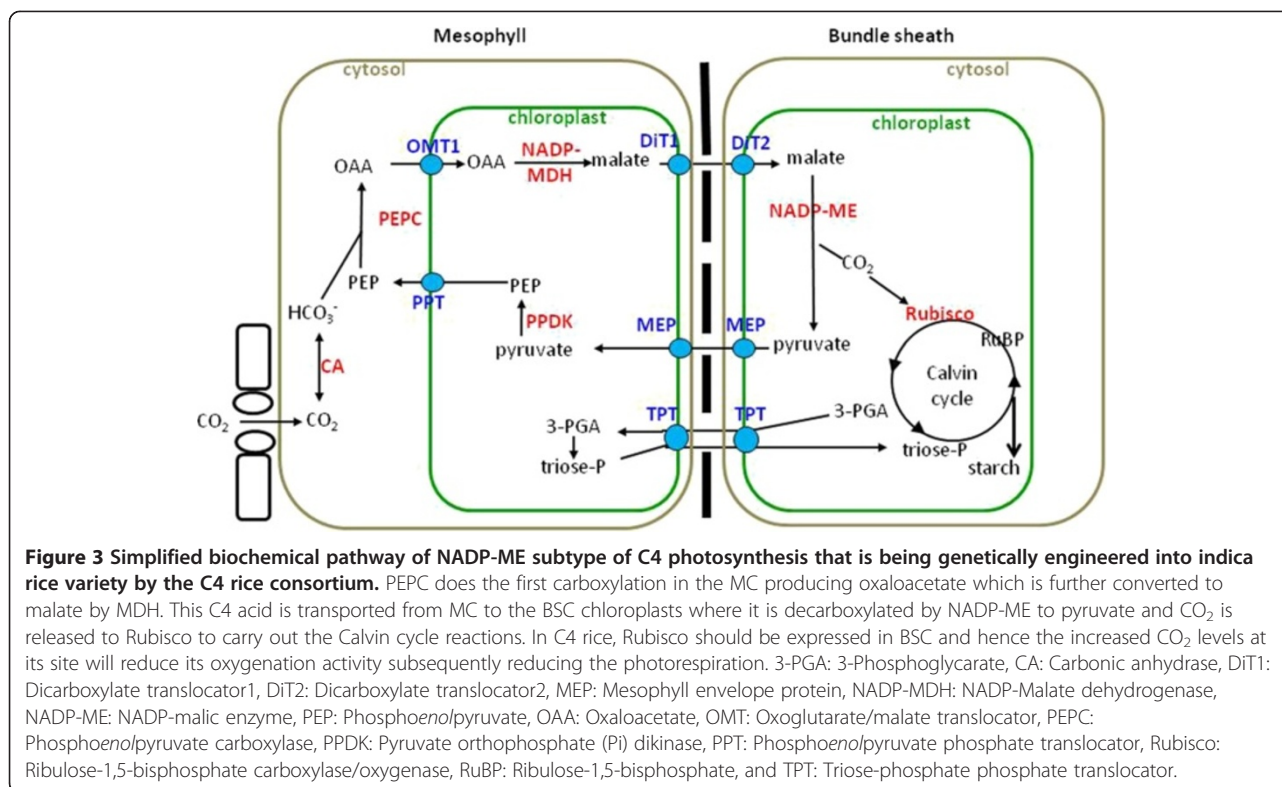 Mesophyll
Bundle sheath
cytosol
cytosol
chloroplast
chloroplast
OMT1
NADP-
MDH
DiT1
DiT2
OAA
OAA
malate
malate
PEPC
NADP-ME
CO₂
PEP
PEP
PPT
HCO₃⁻
PPDK
MEP
MEP
Rubisco
RuBP
pyruvate
pyruvate
CA
Calvin
cycle
TPT
TPT
3-PGA
3-PGA
CO₂
CO₂
triose-P
triose-P
starch
Figure 3 Simplified biochemical pathway of NADP-ME subtype of C4 photosynthesis that is being genetically engineered into indica
rice variety by the C4 rice consortium. PEPC does the first carboxylation in the MC producing oxaloacetate which is further converted to
malate by MDH. This C4 acid is transported from MC to the BSC chloroplasts where it is decarboxylated by NADP-ME to pyruvate and CO₂ is
released to Rubisco to carry out the Calvin cycle reactions. In C4 rice, Rubisco should be expressed in BSC and hence the increased CO₂ levels at
its site will reduce its oxygenation activity subsequently reducing the photorespiration. 3-PGA: 3-Phosphoglycarate, CA: Carbonic anhydrase, DiT1:
Dicarboxylate translocator1, DiT2: Dicarboxylate translocator2, MEP: Mesophyll envelope protein, NADP-MDH: NADP-Malate dehydrogenase,
NADP-ME: NADP-malic enzyme, PEP: Phosphoenolpyruvate, OAA: Oxaloacetate, OMT: Oxoglutarate/malate translocator, PEPC:
Phosphoenolpyruvate carboxylase, PPDK: Pyruvate orthophosphate (Pi) dikinase, PPT: Phosphoenolpyruvate phosphate translocator, Rubisco:
Ribulose-1,5-bisphosphate carboxylase/oxygenase, RuBP: Ribulose-1,5-bisphosphate, and TPT: Triose-phosphate phosphate translocator.